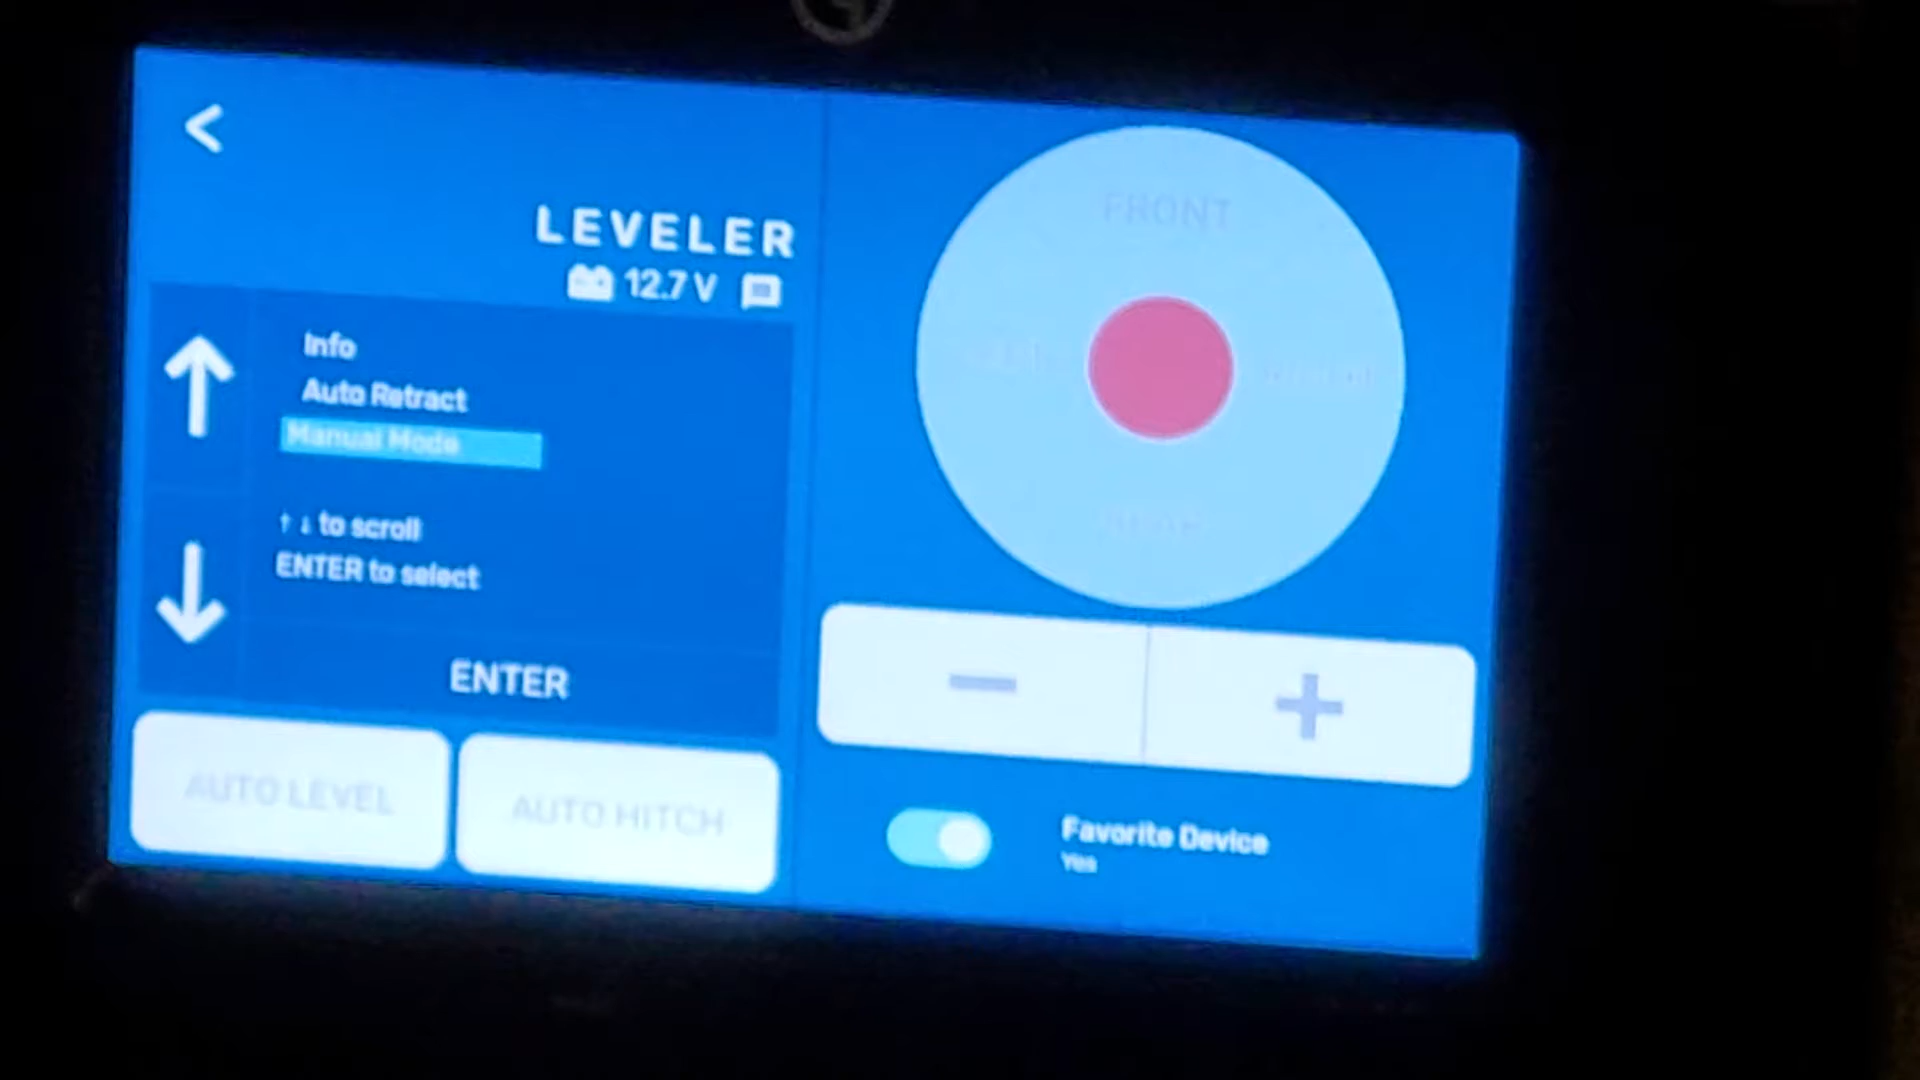 LEVELER
12.7 V
Info
Auto Retract
Manual Mode
↑ ↓ to scroll
ENTER to select
ENTER
AUTO LEVEL
AUTO HITCH
FRONT
REAR
− +
Favorite Device
Yes